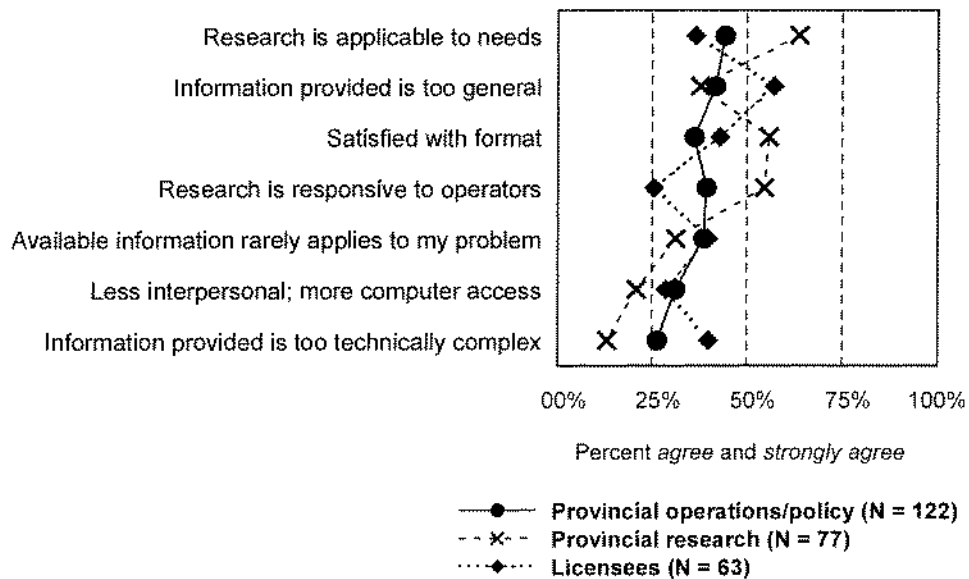 Research is applicable to needs
Information provided is too general
Satisfied with format
Research is responsive to operators
Available information rarely applies to my problem
Less interpersonal; more computer access
Information provided is too technically complex
00% 25% 50% 75% 100%
Percent agree and strongly agree
Provincial operations/policy (N = 122)
Provincial research (N = 77)
Licensees (N = 63)